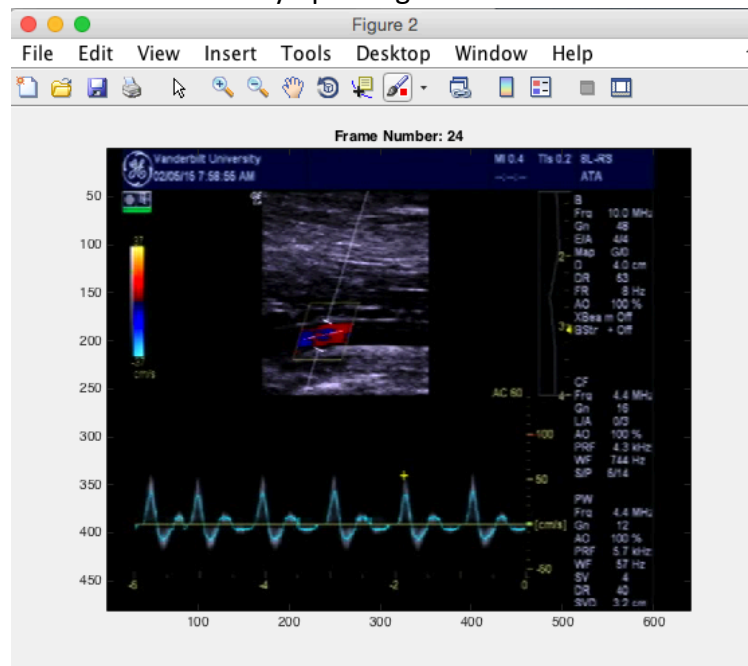 Figure 2
File Edit View Insert Tools Desktop Window Help
Frame Number: 24
Vanderbilt University
02/05/15 7:58:55 AM
MI 0.4 TIs 0.2 8L-RS
ATA
B
Frq 10.0 MHz
Gn 48
E/A 4/4
Map G/0
D 4.0 cm
DR 63
FR 8 Hz
AO 100 %
XBeam Off
BStr + Off
cm/s
2
3
AC 60
4
CF
Frq 4.4 MHz
Gn 16
L/A 0/3
AO 100 %
PRF 4.3 kHz
WF 744 Hz
S/P 6/14
PW
Frq 4.4 MHz
Gn 12
AO 100 %
PRF 5.7 kHz
WF 57 Hz
SV 4
DR 40
SVD 3.2 cm
100
50
[cm/s]
-50
-6 -4 -2 0
50
100
150
200
250
300
350
400
450
100 200 300 400 500 600